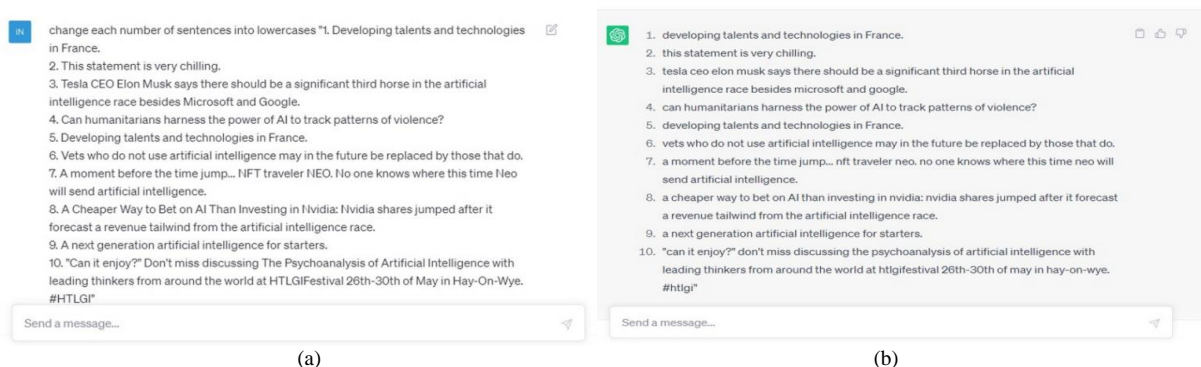 IN
change each number of sentences into lowercases "1. Developing talents and technologies
in France.
2. This statement is very chilling.
3. Tesla CEO Elon Musk says there should be a significant third horse in the artificial
intelligence race besides Microsoft and Google.
4. Can humanitarians harness the power of AI to track patterns of violence?
5. Developing talents and technologies in France.
6. Vets who do not use artificial intelligence may in the future be replaced by those that do.
7. A moment before the time jump... NFT traveler NEO. No one knows where this time Neo
will send artificial intelligence.
8. A Cheaper Way to Bet on AI Than Investing in Nvidia: Nvidia shares jumped after it
forecast a revenue tailwind from the artificial intelligence race.
9. A next generation artificial intelligence for starters.
10. "Can it enjoy?" Don't miss discussing The Psychoanalysis of Artificial Intelligence with
leading thinkers from around the world at HTLGIFestival 26th-30th of May in Hay-On-Wye.
#HTLGI"
Send a message...
(a)
1. developing talents and technologies in France.
2. this statement is very chilling.
3. tesla ceo elon musk says there should be a significant third horse in the artificial
intelligence race besides microsoft and google.
4. can humanitarians harness the power of AI to track patterns of violence?
5. developing talents and technologies in France.
6. vets who do not use artificial intelligence may in the future be replaced by those that do.
7. a moment before the time jump... nft traveler neo. no one knows where this time neo will
send artificial intelligence.
8. a cheaper way to bet on AI than investing in nvidia: nvidia shares jumped after it forecast
a revenue tailwind from the artificial intelligence race.
9. a next generation artificial intelligence for starters.
10. "can it enjoy?" don't miss discussing the psychoanalysis of artificial intelligence with
leading thinkers from around the world at htlgifestival 26th-30th of may in hay-on-wye.
#htlgi"
Send a message...
(b)